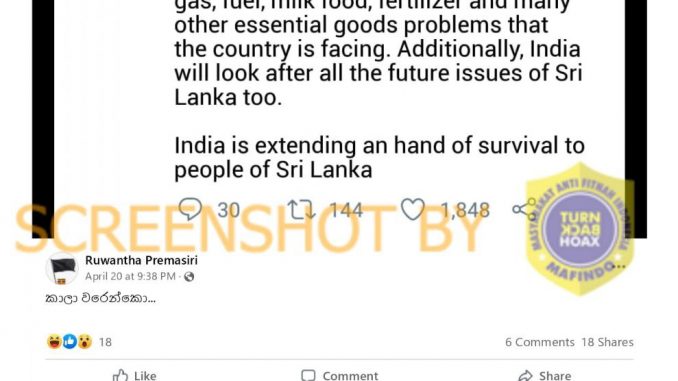 gas, fuel, milk food, fertilizer and many
other essential goods problems that
the country is facing. Additionally, India
will look after all the future issues of Sri
Lanka too.
India is extending an hand of survival to
people of Sri Lanka
30 144 1,848
SCREENSHOT BY
MASYARAKAT ANTI FITNAH INDONESIA
TURN
BACK
HOAX
MAFINDO
Ruwantha Premasiri
April 20 at 9:38 PM ·
කාලා වරෙන්කො...
18
6 Comments 18 Shares
Like Comment Share